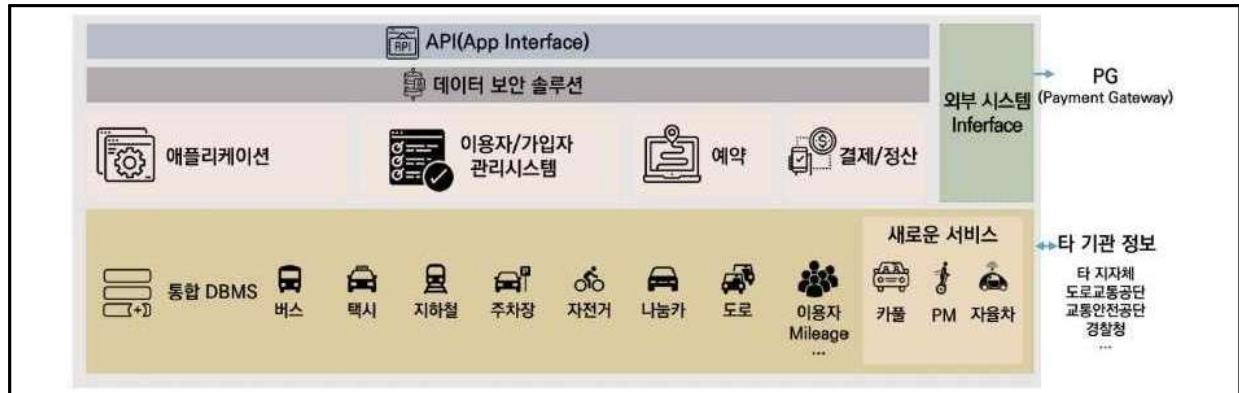 API
API(App Interface)
데이터 보안 솔루션
외부 시스템
Inferface
PG
(Payment Gateway)
애플리케이션
이용자/가입자
관리시스템
예약
결제/정산
통합 DBMS
버스
택시
지하철
주차장
자전거
나눔카
도로
이용자
Mileage
...
새로운 서비스
카풀
PM
자율차
타 기관 정보
타 지자체
도로교통공단
교통안전공단
경찰청
...